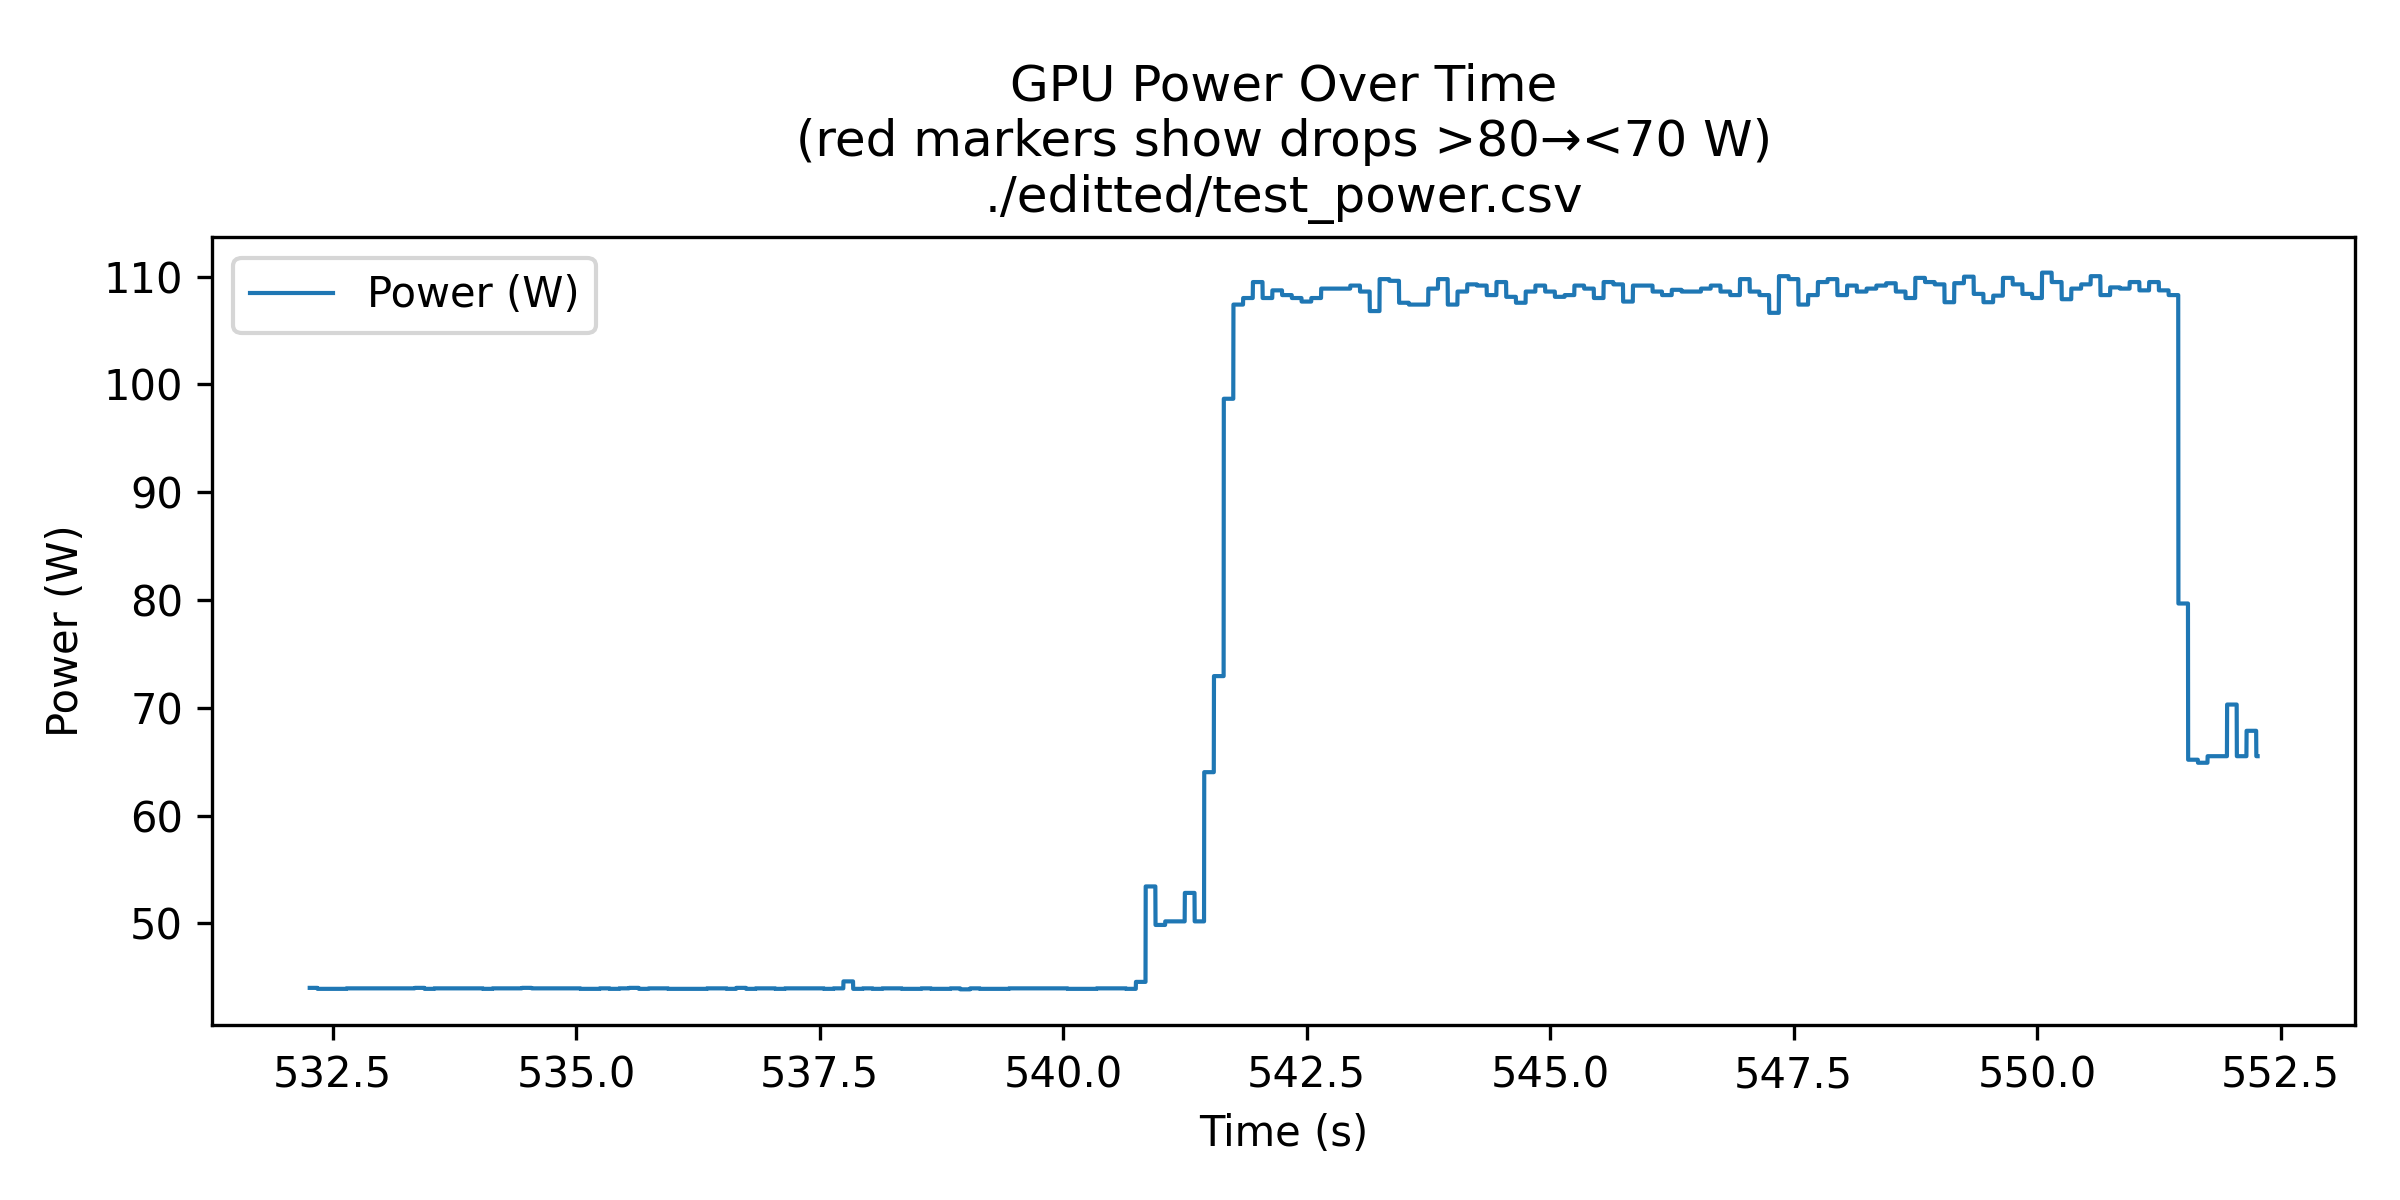 GPU Power Over Time
(red markers show drops >80→<70 W)
./editted/test_power.csv
Power (W)
110
100
90
80
70
60
50
Power (W)
532.5 535.0 537.5 540.0 542.5 545.0 547.5 550.0 552.5
Time (s)